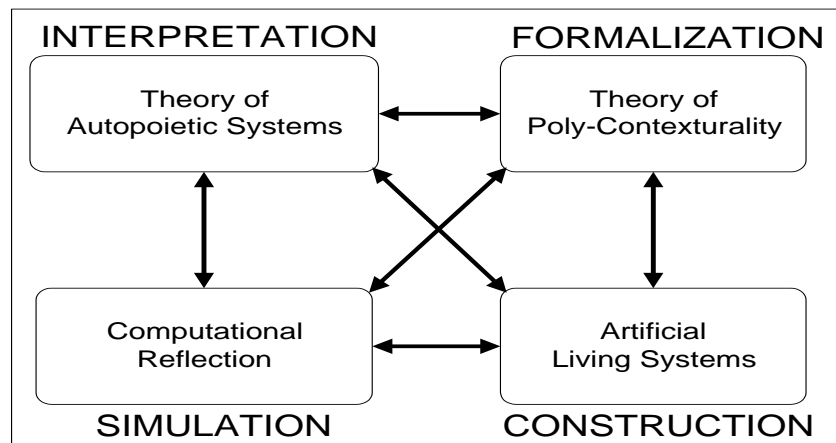 INTERPRETATION
FORMALIZATION
Theory of
Autopoietic Systems
Theory of
Poly-Contexturality
Computational
Reflection
Artificial
Living Systems
SIMULATION
CONSTRUCTION